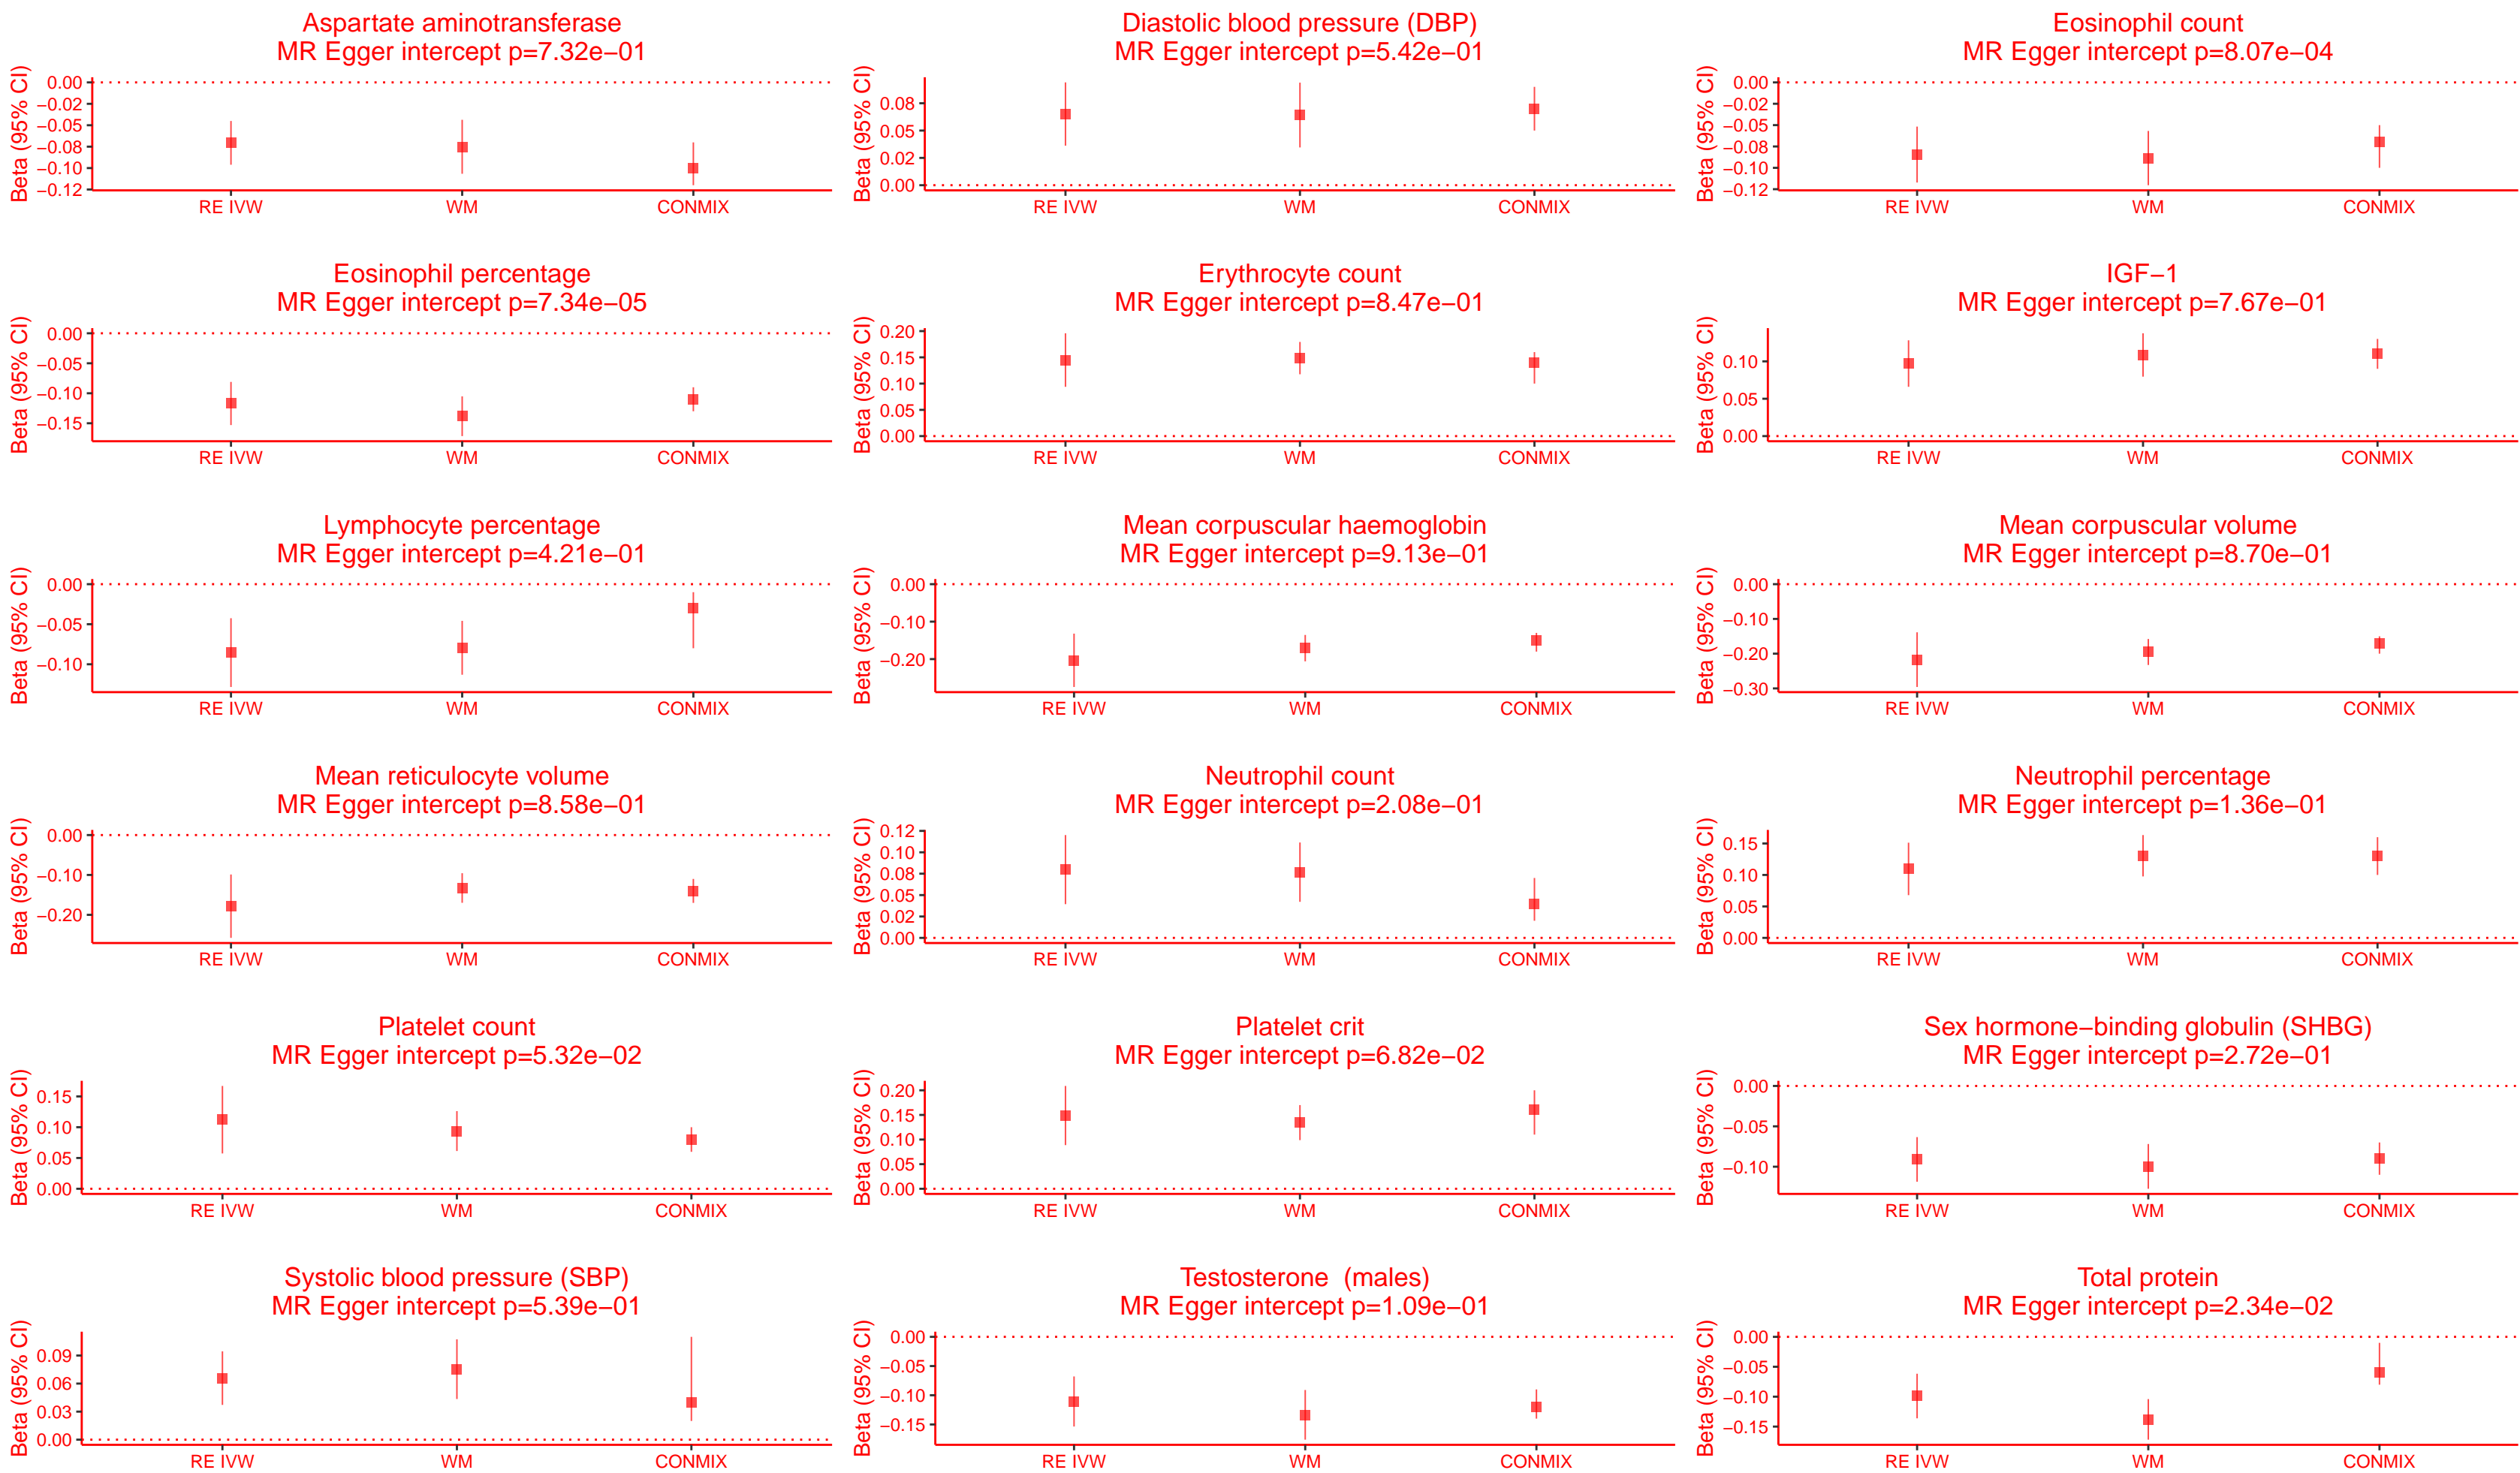 Aspartate aminotransferase
MR Egger intercept p=7.32e−01
Beta (95% CI)
0.00
−0.02
−0.05
−0.08
−0.10
−0.12
RE IVW WM CONMIX
Diastolic blood pressure (DBP)
MR Egger intercept p=5.42e−01
Beta (95% CI)
0.08
0.05
0.02
0.00
RE IVW WM CONMIX
Eosinophil count
MR Egger intercept p=8.07e−04
Beta (95% CI)
0.00
−0.02
−0.05
−0.08
−0.10
−0.12
RE IVW WM CONMIX
Eosinophil percentage
MR Egger intercept p=7.34e−05
Beta (95% CI)
0.00
−0.05
−0.10
−0.15
RE IVW WM CONMIX
Erythrocyte count
MR Egger intercept p=8.47e−01
Beta (95% CI)
0.20
0.15
0.10
0.05
0.00
RE IVW WM CONMIX
IGF−1
MR Egger intercept p=7.67e−01
Beta (95% CI)
0.10
0.05
0.00
RE IVW WM CONMIX
Lymphocyte percentage
MR Egger intercept p=4.21e−01
Beta (95% CI)
0.00
−0.05
−0.10
RE IVW WM CONMIX
Mean corpuscular haemoglobin
MR Egger intercept p=9.13e−01
Beta (95% CI)
0.00
−0.10
−0.20
RE IVW WM CONMIX
Mean corpuscular volume
MR Egger intercept p=8.70e−01
Beta (95% CI)
0.00
−0.10
−0.20
−0.30
RE IVW WM CONMIX
Mean reticulocyte volume
MR Egger intercept p=8.58e−01
Beta (95% CI)
0.00
−0.10
−0.20
RE IVW WM CONMIX
Neutrophil count
MR Egger intercept p=2.08e−01
Beta (95% CI)
0.12
0.10
0.08
0.05
0.02
0.00
RE IVW WM CONMIX
Neutrophil percentage
MR Egger intercept p=1.36e−01
Beta (95% CI)
0.15
0.10
0.05
0.00
RE IVW WM CONMIX
Platelet count
MR Egger intercept p=5.32e−02
Beta (95% CI)
0.15
0.10
0.05
0.00
RE IVW WM CONMIX
Platelet crit
MR Egger intercept p=6.82e−02
Beta (95% CI)
0.20
0.15
0.10
0.05
0.00
RE IVW WM CONMIX
Sex hormone−binding globulin (SHBG)
MR Egger intercept p=2.72e−01
Beta (95% CI)
0.00
−0.05
−0.10
RE IVW WM CONMIX
Systolic blood pressure (SBP)
MR Egger intercept p=5.39e−01
Beta (95% CI)
0.09
0.06
0.03
0.00
RE IVW WM CONMIX
Testosterone  (males)
MR Egger intercept p=1.09e−01
Beta (95% CI)
0.00
−0.05
−0.10
−0.15
RE IVW WM CONMIX
Total protein
MR Egger intercept p=2.34e−02
Beta (95% CI)
0.00
−0.05
−0.10
−0.15
RE IVW WM CONMIX